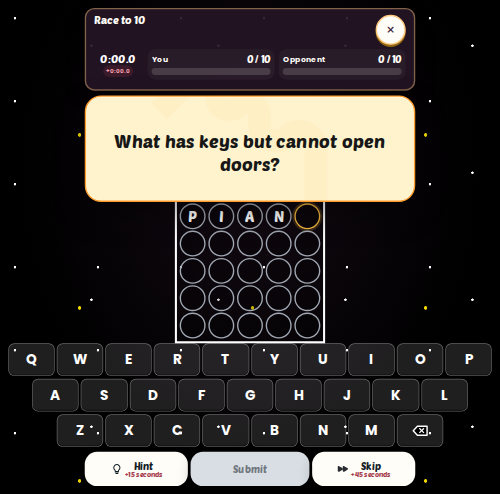 Race to 10
×
0:00.0
+0:00.0
You 0/10
Opponent 0/10
What has keys but cannot open
doors?
P I A N
Q W E R T Y U I O P
A S D F G H J K L
Z X C V B N M
Hint
+15 seconds
Submit
Skip
+45 seconds